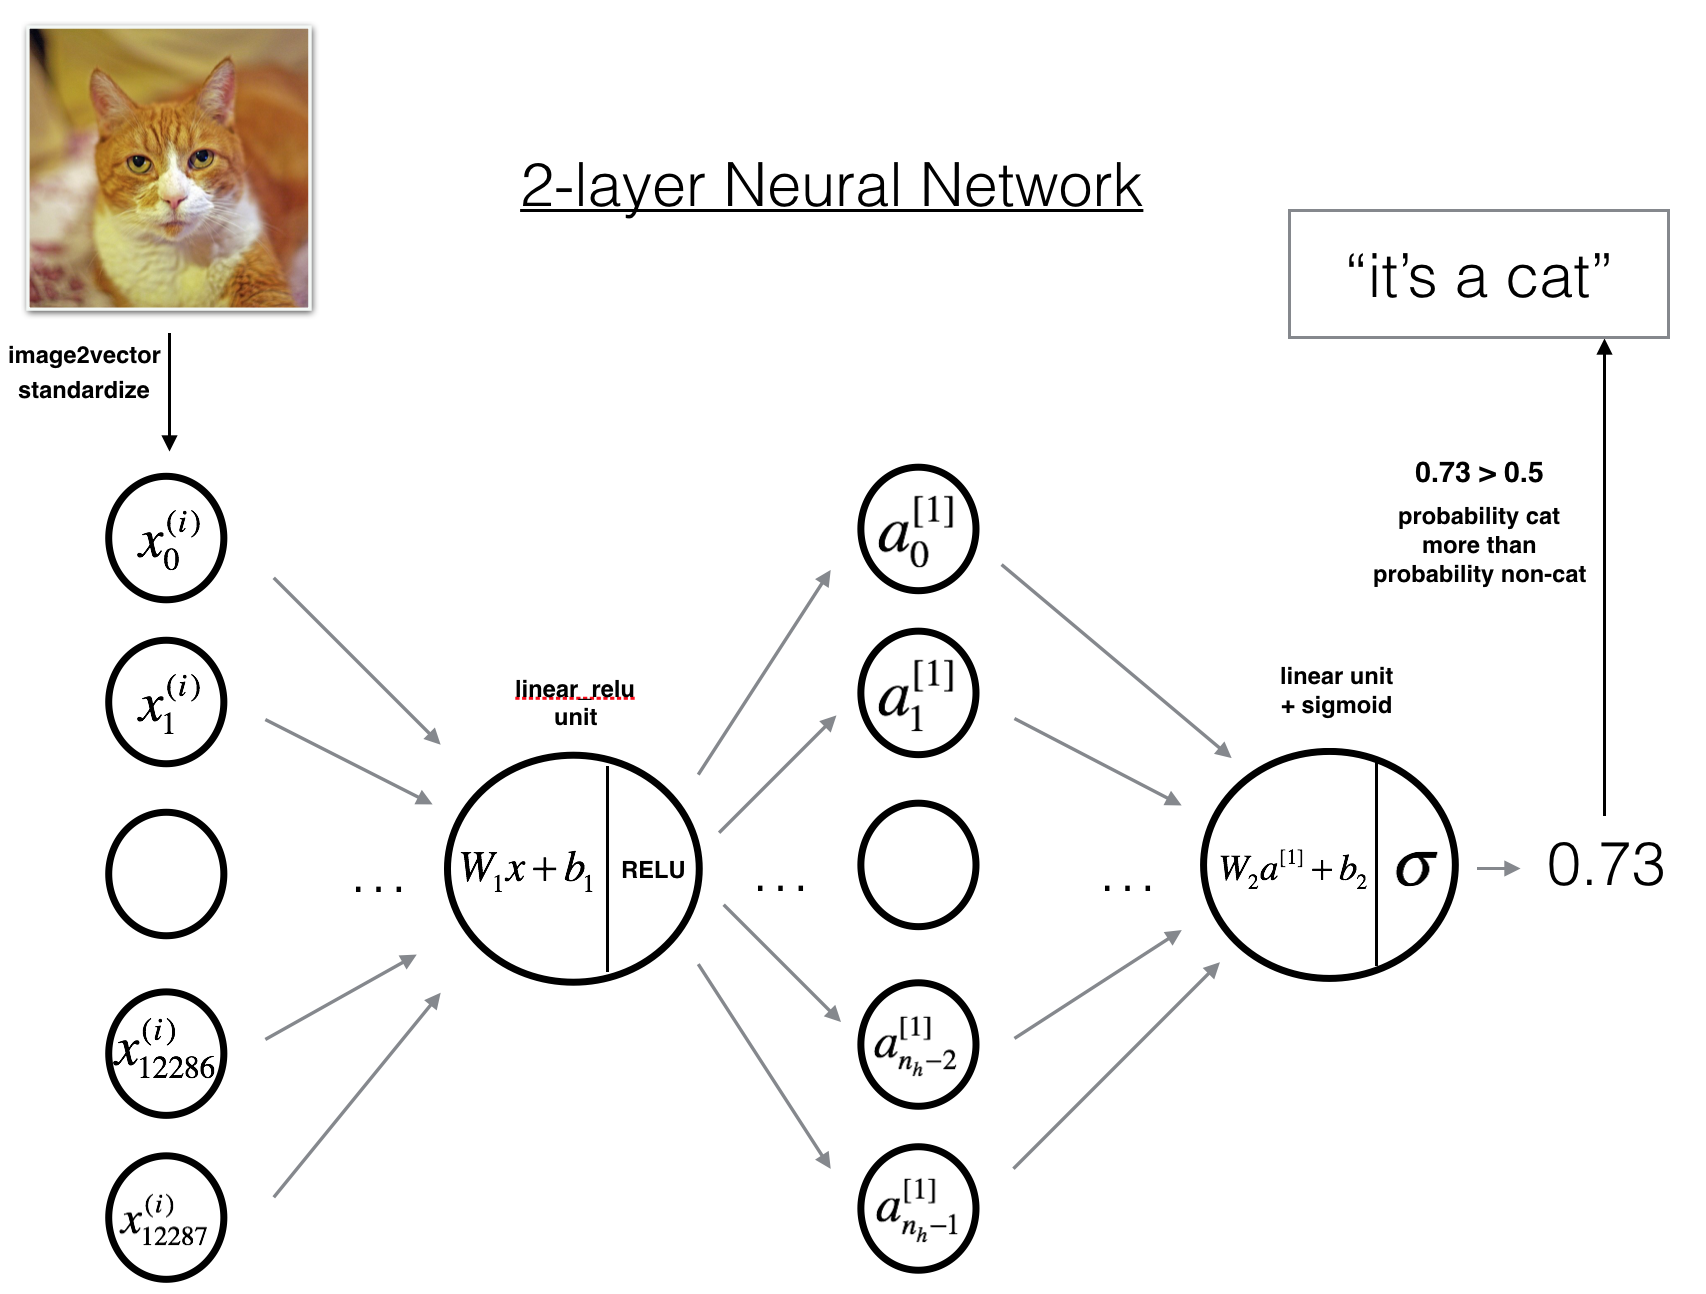 2-layer Neural Network
“it’s a cat”
image2vector
standardize
0.73 > 0.5
probability cat
more than
probability non-cat
x_0^{(i)}
x_1^{(i)}
x_{12286}^{(i)}
x_{12287}^{(i)}
. . .
linear_relu
unit
W_1x+b_1
RELU
. . .
a_0^{[1]}
a_1^{[1]}
a_{n_h-2}^{[1]}
a_{n_h-1}^{[1]}
. . .
linear unit
+ sigmoid
W_2a^{[1]}+b_2
σ
0.73